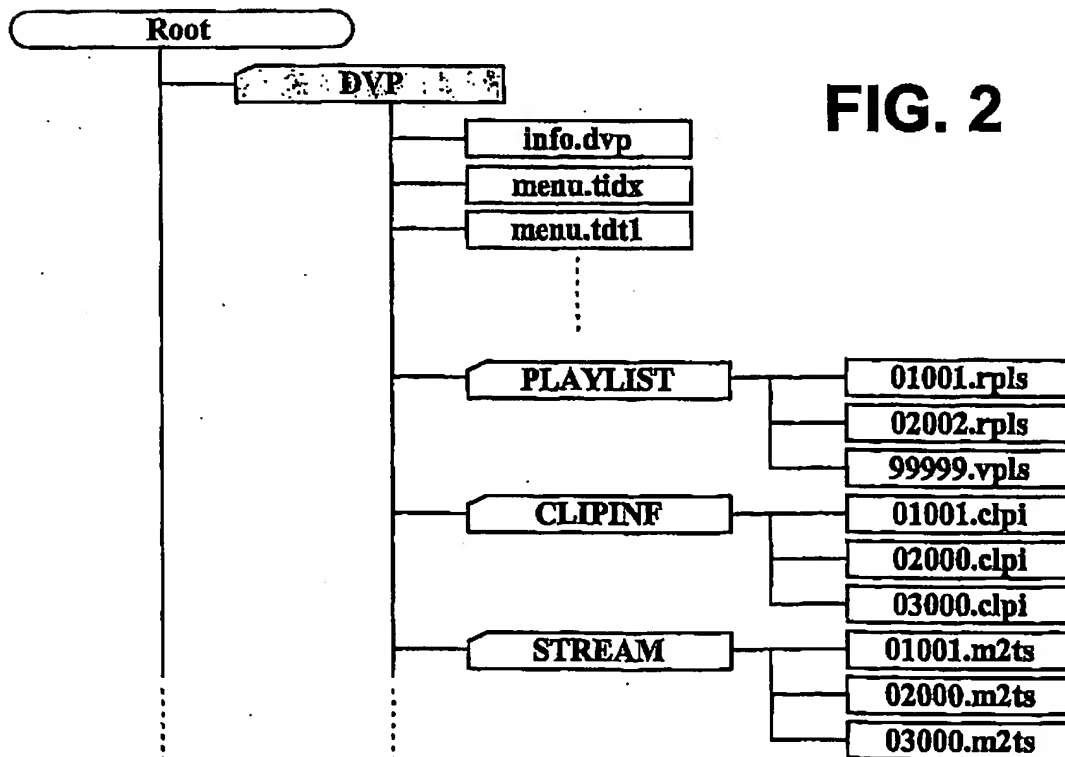 Root
DVP
FIG. 2
info.dvp
menu.tidx
menu.tdt1
PLAYLIST
01001.rpls
02002.rpls
99999.vpls
CLIPINF
01001.clpi
02000.clpi
03000.clpi
STREAM
01001.m2ts
02000.m2ts
03000.m2ts